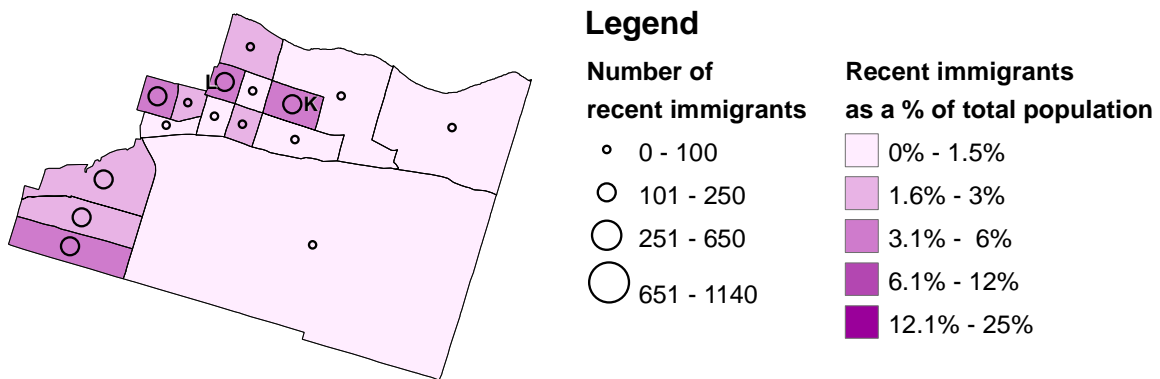 L
K
Legend
Number of
recent immigrants
0 - 100
101 - 250
251 - 650
651 - 1140
Recent immigrants
as a % of total population
0% - 1.5%
1.6% - 3%
3.1% -  6%
6.1% - 12%
12.1% - 25%